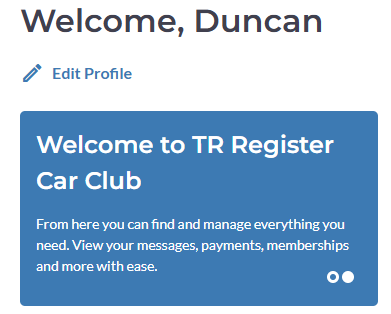 Welcome, Duncan
Edit Profile
Welcome to TR Register
Car Club
From here you can find and manage everything you
need. View your messages, payments, memberships
and more with ease.